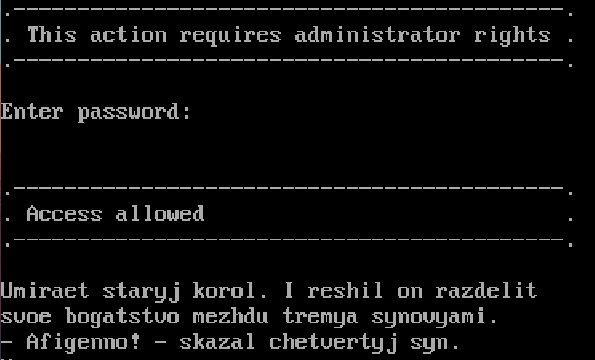 .-------------------------------------------.
. This action requires administrator rights .
.-------------------------------------------.
Enter password:
.-------------------------------------------.
. Access allowed                            .
.-------------------------------------------.
Umiraet staryj korol. I reshil on razdelit
svoe bogatstvo mezhdu tremya synovyami.
- Afigenno! - skazal chetvertyj syn.